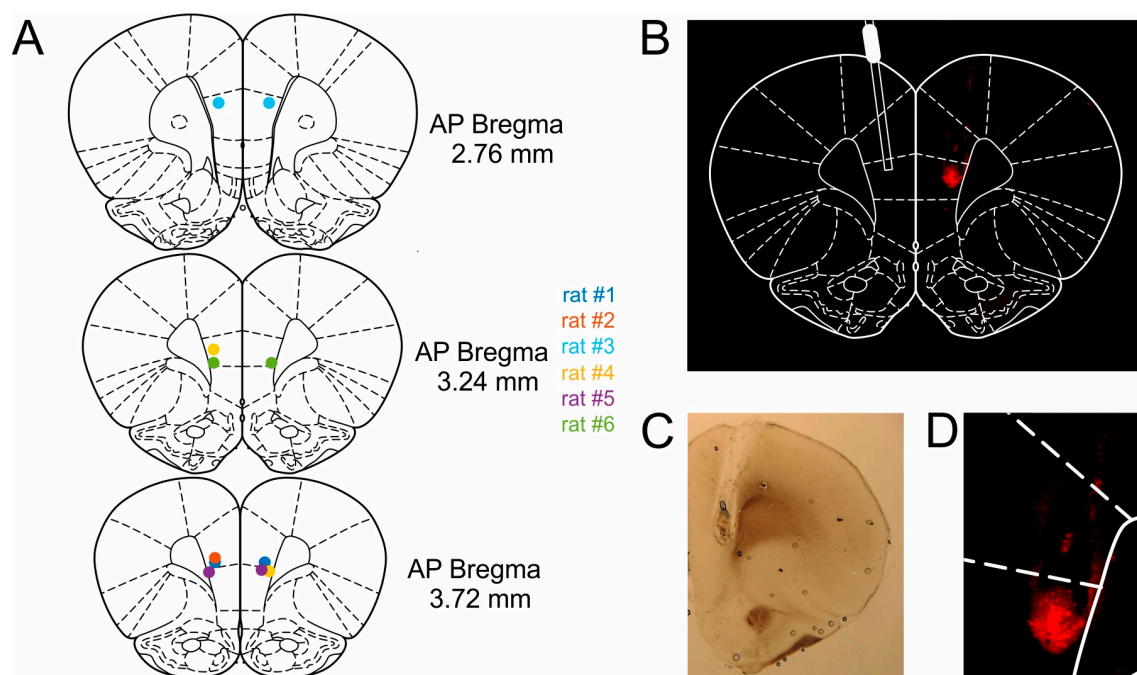 A
AP Bregma
2.76 mm
AP Bregma
3.24 mm
AP Bregma
3.72 mm
rat #1
rat #2
rat #3
rat #4
rat #5
rat #6
B
C
D